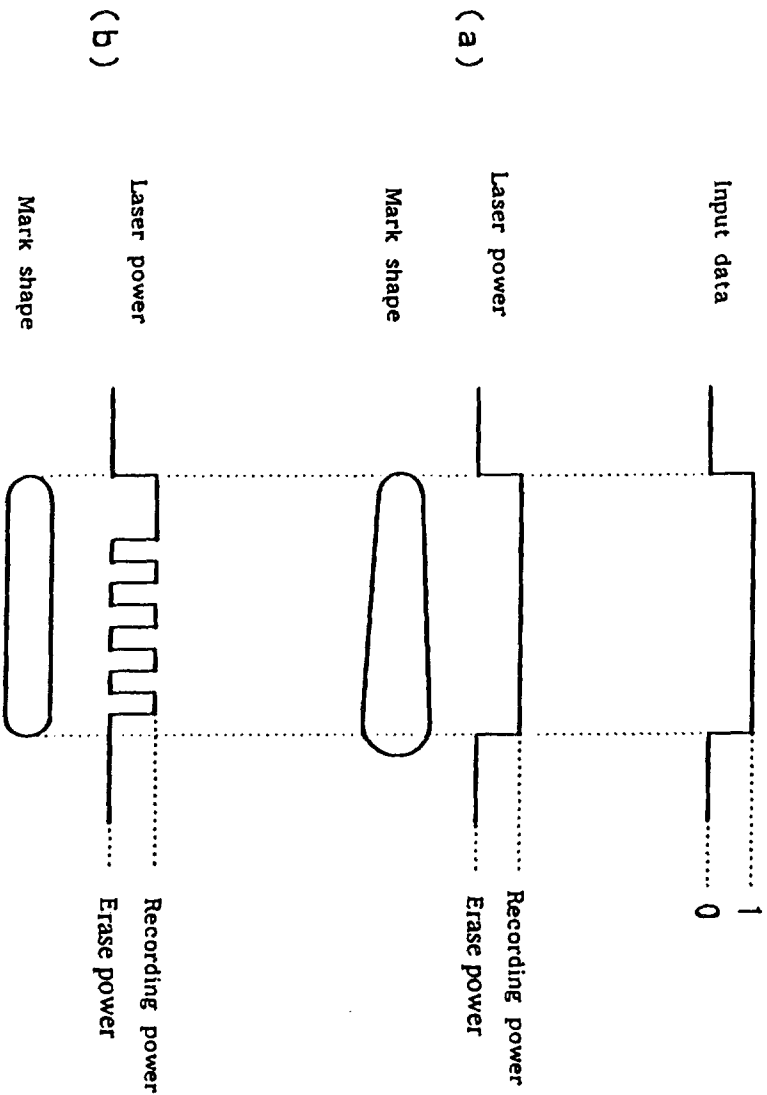 Input data
1
0
(a)
Laser power
Recording power
Erase power
Mark shape
(b)
Laser power
Recording power
Erase power
Mark shape